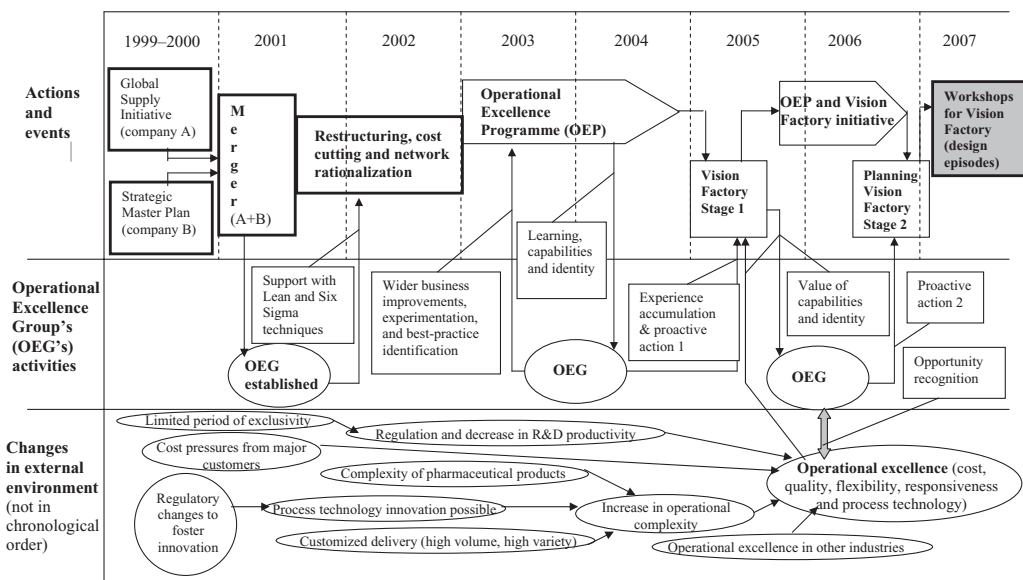 1999–2000
2001
2002
2003
2004
2005
2006
2007
Actions
and
events
Global
Supply
Initiative
(company A)
Strategic
Master Plan
(company B)
M
e
r
g
e
r
(A+B)
Restructuring, cost
cutting and network
rationalization
Operational
Excellence
Programme (OEP)
Vision
Factory
Stage 1
OEP and Vision
Factory initiative
Planning
Vision
Factory
Stage 2
Workshops
for Vision
Factory
(design
episodes)
Operational
Excellence
Group's
(OEG's)
activities
Support with
Lean and Six
Sigma
techniques
OEG
established
Wider business
improvements,
experimentation,
and best-practice
identification
Learning,
capabilities
and identity
OEG
Experience
accumulation
& proactive
action 1
Value of
capabilities
and identity
OEG
Proactive
action 2
Opportunity
recognition
Changes
in external
environment
(not in
chronological
order)
Limited period of exclusivity
Cost pressures from major
customers
Regulatory
changes to
foster
innovation
Regulation and decrease in R&D productivity
Complexity of pharmaceutical products
Process technology innovation possible
Customized delivery (high volume, high variety)
Increase in operational
complexity
Operational excellence (cost,
quality, flexibility, responsiveness
and process technology)
Operational excellence in other industries